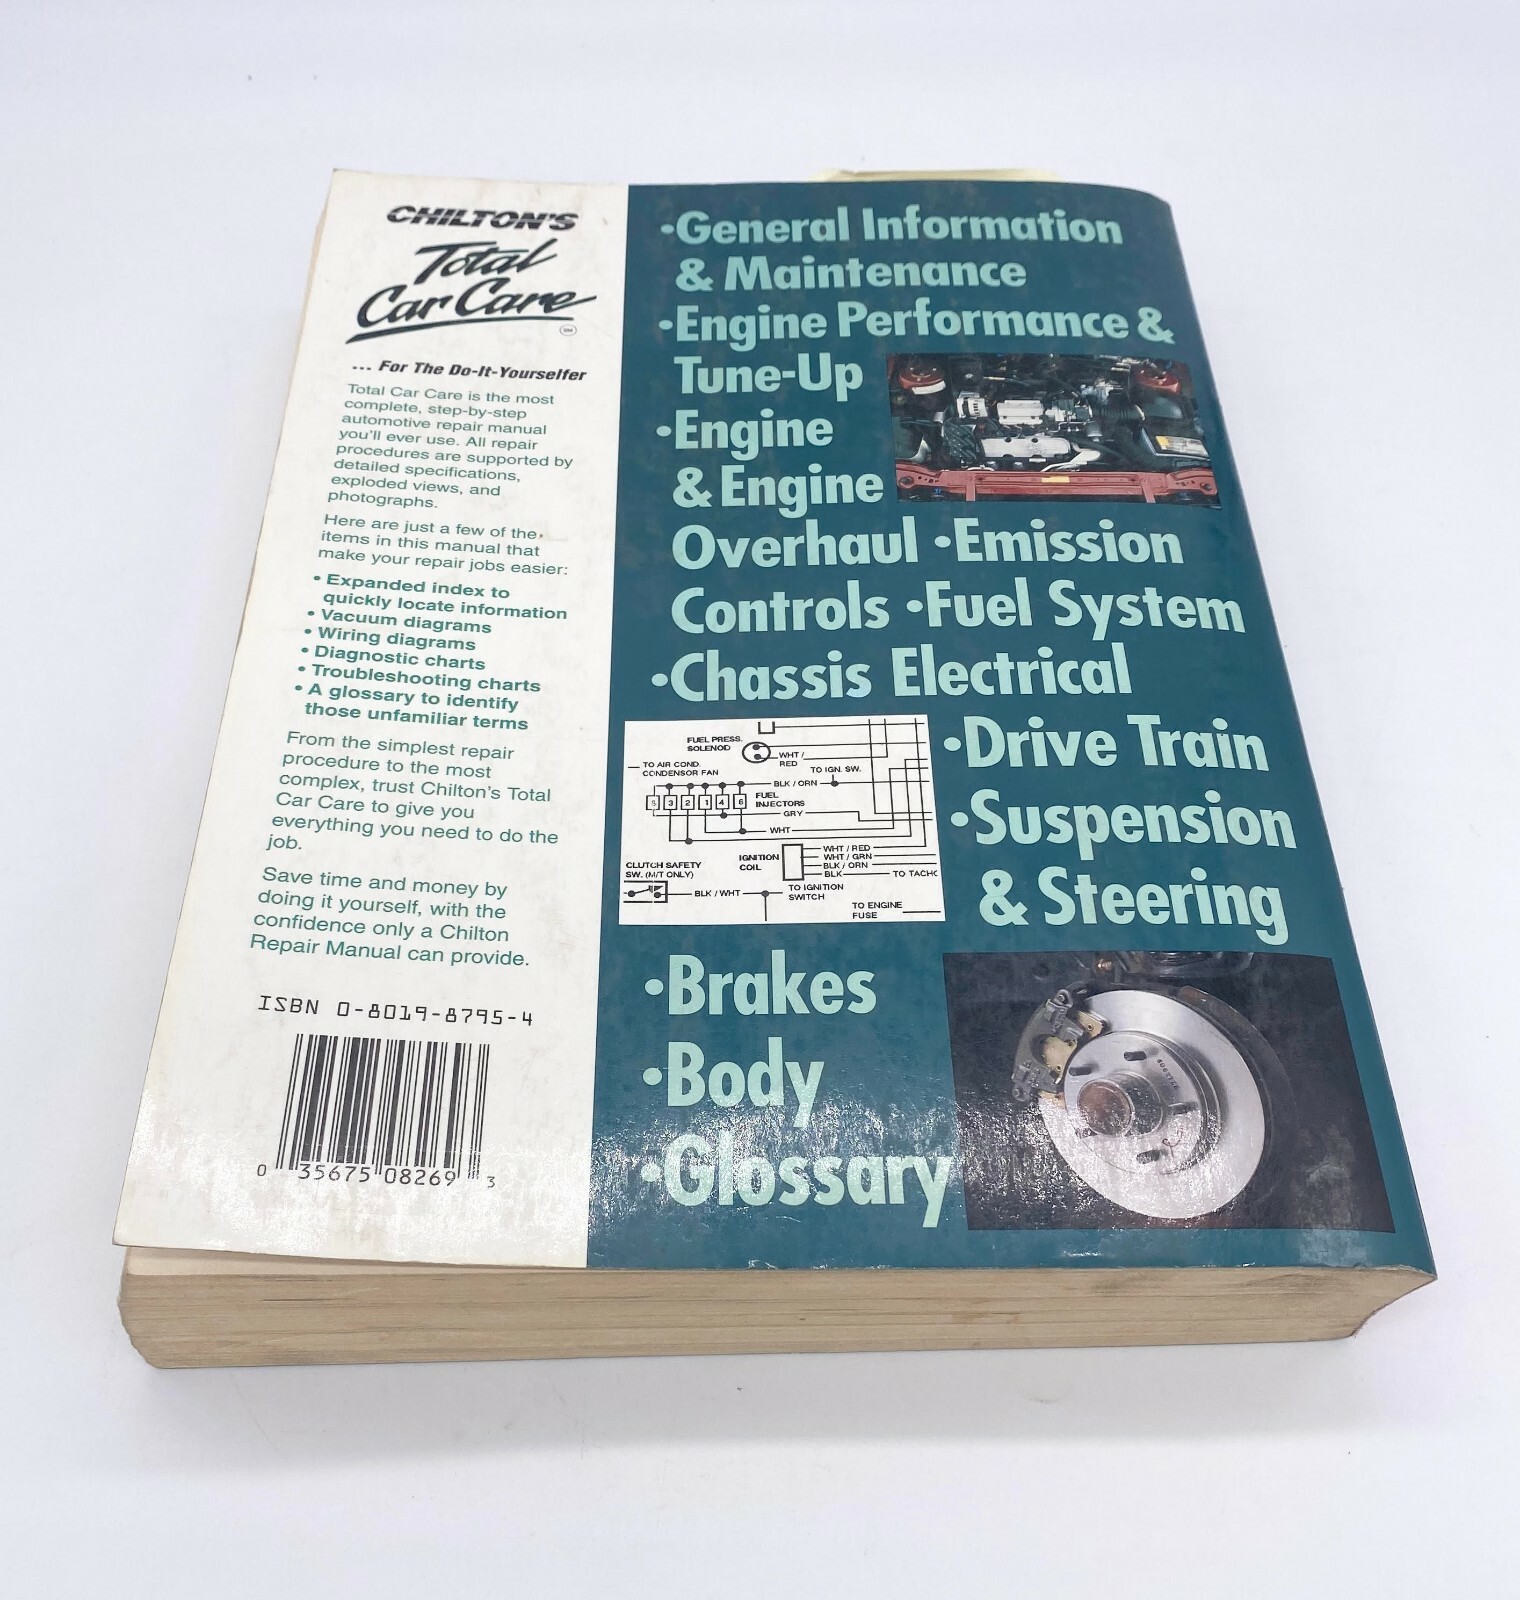 CHILTON'S
Total
Car Care
SM
... For The Do-It-Yourselfer
Total Car Care is the most
complete, step-by-step
automotive repair manual
you'll ever use. All repair
procedures are supported by
detailed specifications,
exploded views, and
photographs.
Here are just a few of the
items in this manual that
make your repair jobs easier:
• Expanded index to
quickly locate information
• Vacuum diagrams
• Wiring diagrams
• Diagnostic charts
• Troubleshooting charts
• A glossary to identify
those unfamiliar terms
From the simplest repair
procedure to the most
complex, trust Chilton's Total
Car Care to give you
everything you need to do the
job.
Save time and money by
doing it yourself, with the
confidence only a Chilton
Repair Manual can provide.
ISBN 0-8019-8795-4
0 35675 08269 3
•General Information
& Maintenance
•Engine Performance &
Tune-Up
•Engine
& Engine
Overhaul •Emission
Controls •Fuel System
•Chassis Electrical
FUEL PRESS.
SOLENOID
WHT /
RED
TO AIR COND.
CONDENSOR FAN
TO IGN. SW.
BLK / ORN
5 3 2 1 4 6
FUEL
INJECTORS
GRY
WHT
IGNITION
COIL
WHT / RED
WHT / GRN
BLK / ORN
BLK
TO TACHO
CLUTCH SAFETY
SW. (M/T ONLY)
BLK / WHT
TO IGNITION
SWITCH
TO ENGINE
FUSE
•Drive Train
•Suspension
& Steering
•Brakes
•Body
•Glossary